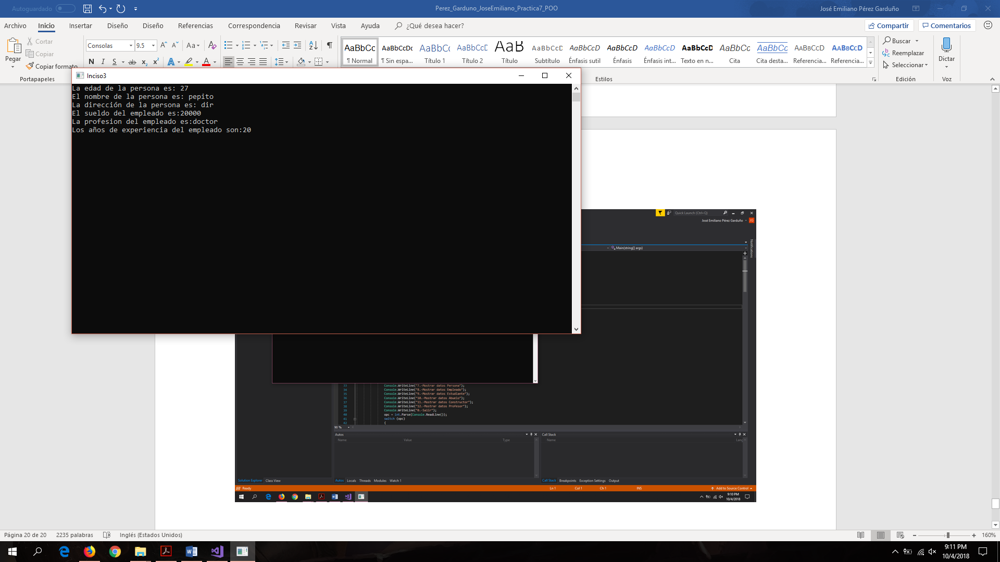 Autoguardado
Perez_Garduno_JoseEmiliano_Practica7_POO
José Emiliano Pérez Garduño
Archivo Inicio Insertar Diseño Diseño Referencias Correspondencia Revisar Vista Ayuda ¿Qué desea hacer? Compartir Comentarios
Pegar
Cortar
Copiar
Copiar formato
Portapapeles
Consolas 9.5
N I S ab x₂ x² A A
AaBbCc AaBbCcDc AaBbC( AaBbCcC AaB AaBbCcC AaBbCcD AaBbCcD AaBbCcD AaBbCcD AaBbCc AaBbCc AaBbCcD AaBbCcD
¶ Normal ¶ Sin espa... Título 1 Título 2 Título Subtítulo Énfasis sutil Énfasis Énfasis int... Texto en n... Cita Cita desta... Referencia... Referencia...
Estilos
Buscar
Reemplazar
Seleccionar
Edición
Dictar
Voz
Inciso3
La edad de la persona es: 27
El nombre de la persona es: pepito
La dirección de la persona es: dir
El sueldo del empleado es:20000
La profesion del empleado es:doctor
Los años de experiencia del empleado son:20
Quick Launch (Ctrl+Q)
José Emiliano Pérez Garduño JG
Main(string[] args)
Notifications
33 Console.WriteLine("7.-Mostrar datos Persona");
34 Console.WriteLine("8.-Mostrar datos Empleado");
35 Console.WriteLine("9.-Mostrar datos Estudiante");
36 Console.WriteLine("10.-Mostrar datos Abuelo");
37 Console.WriteLine("11.-Mostrar datos Constructor");
38 Console.WriteLine("12.-Mostrar datos Profesor");
39 Console.WriteLine("0.-Salir");
40 opc = int.Parse(Console.ReadLine());
41 switch (opc)
42 {
90 %
Autos
Name Value Type
Call Stack
Name Lang
Solution Explorer Class View
Autos Locals Threads Modules Watch 1
Call Stack Breakpoints Exception Settings Output
Ready Ln 1 Col 1 Ch 1 INS Add to Source Control
9:10 PM
10/4/2018
Página 20 de 20 2235 palabras Inglés (Estados Unidos) 160%
9:11 PM
10/4/2018